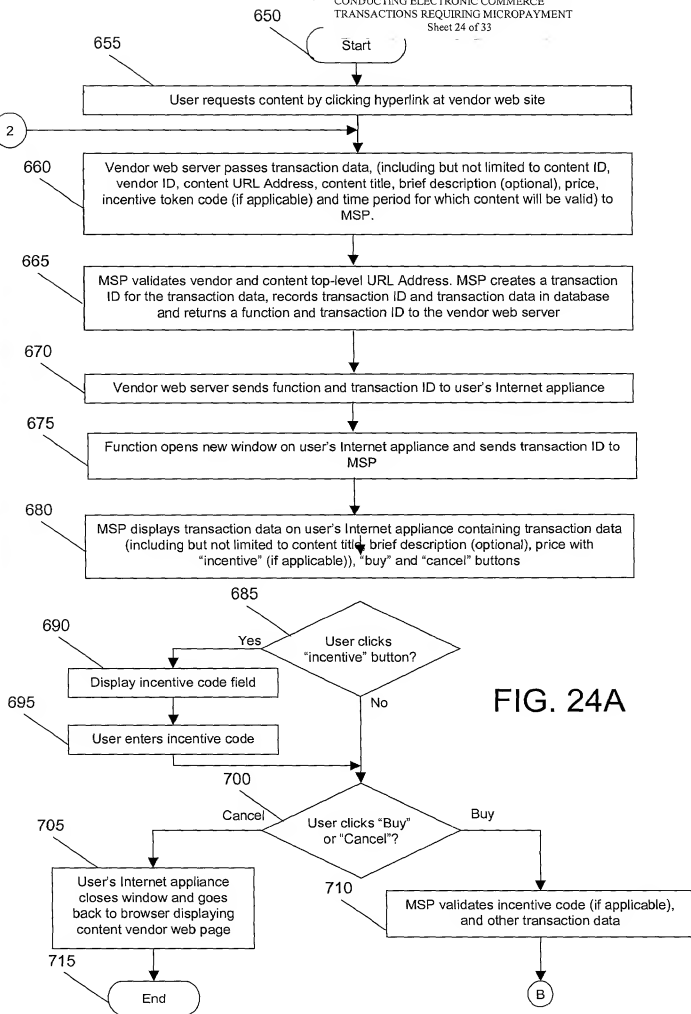 CONDUCTING ELECTRONIC COMMERCE
TRANSACTIONS REQUIRING MICROPAYMENT
Sheet 24 of 33
650
Start
655
User requests content by clicking hyperlink at vendor web site
2
660
Vendor web server passes transaction data, (including but not limited to content ID,
vendor ID, content URL Address, content title, brief description (optional), price,
incentive token code (if applicable) and time period for which content will be valid) to
MSP.
665
MSP validates vendor and content top-level URL Address. MSP creates a transaction
ID for the transaction data, records transaction ID and transaction data in database
and returns a function and transaction ID to the vendor web server
670
Vendor web server sends function and transaction ID to user's Internet appliance
675
Function opens new window on user's Internet appliance and sends transaction ID to
MSP
680
MSP displays transaction data on user's Internet appliance containing transaction data
(including but not limited to content title, brief description (optional), price with
"incentive" (if applicable)), "buy" and "cancel" buttons
685
User clicks
"incentive" button?
Yes
No
690
Display incentive code field
695
User enters incentive code
FIG. 24A
700
User clicks "Buy"
or "Cancel"?
Cancel
Buy
705
User's Internet appliance
closes window and goes
back to browser displaying
content vendor web page
710
MSP validates incentive code (if applicable),
and other transaction data
715
End
B